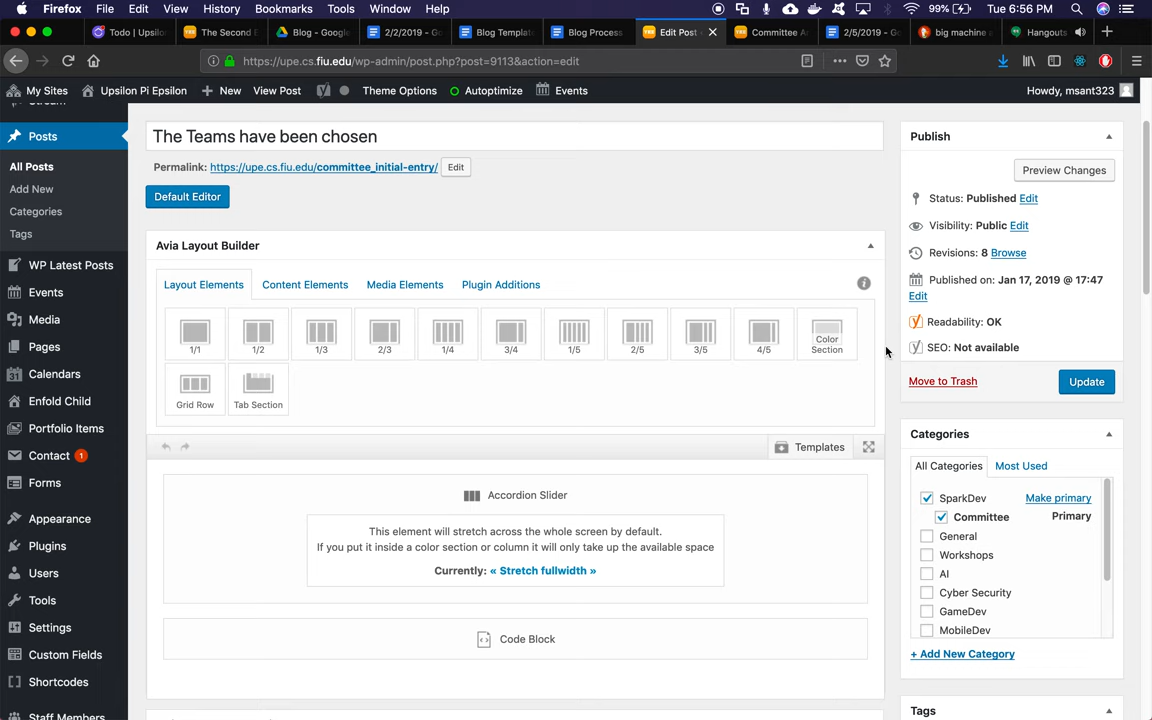 Firefox File Edit View History Bookmarks Tools Window Help 99% Tue 6:56 PM
Todo | Upsilon The Second E Blog - Google 2/2/2019 - Go Blog Template Blog Process Edit Post - Committee Ar 2/5/2019 - Go big machine a Hangouts
https://upe.cs.fiu.edu/wp-admin/post.php?post=9113&action=edit
My Sites Upsilon Pi Epsilon New View Post Theme Options Autoptimize Events Howdy, msant323
Posts
All Posts
Add New
Categories
Tags
WP Latest Posts
Events
Media
Pages
Calendars
Enfold Child
Portfolio Items
Contact 1
Forms
Appearance
Plugins
Users
Tools
Settings
Custom Fields
Shortcodes
Staff Members
The Teams have been chosen
Permalink: https://upe.cs.fiu.edu/committee_initial-entry/ Edit
Default Editor
Avia Layout Builder
Layout Elements Content Elements Media Elements Plugin Additions
1/1 1/2 1/3 2/3 1/4 3/4 1/5 2/5 3/5 4/5 Color Section
Grid Row Tab Section
Templates
Accordion Slider
This element will stretch across the whole screen by default.
If you put it inside a color section or column it will only take up the available space
Currently: « Stretch fullwidth »
Code Block
Publish
Preview Changes
Status: Published Edit
Visibility: Public Edit
Revisions: 8 Browse
Published on: Jan 17, 2019 @ 17:47
Edit
Readability: OK
SEO: Not available
Move to Trash Update
Categories
All Categories Most Used
SparkDev Make primary
Committee Primary
General
Workshops
AI
Cyber Security
GameDev
MobileDev
+ Add New Category
Tags